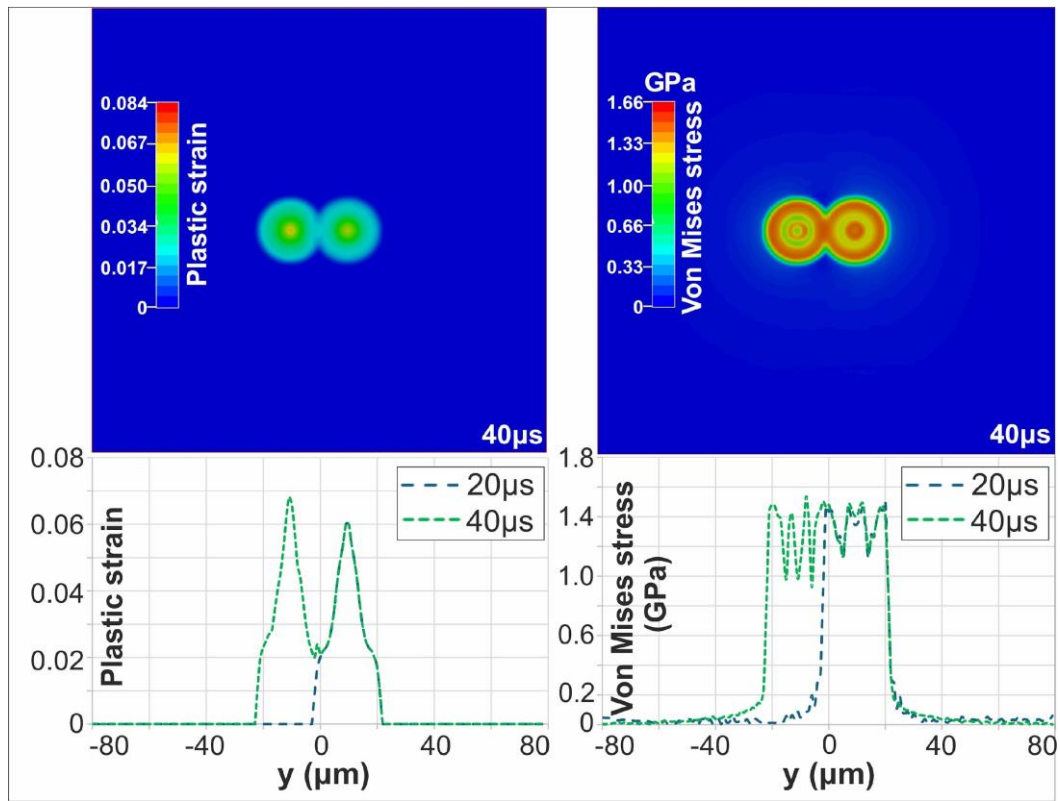 0.084
0.067
0.050
0.034
0.017
0
Plastic strain
40µs
GPa
1.66
1.33
1.00
0.66
0.33
0
Von Mises stress
40µs
0.08
0.06
0.04
0.02
0
Plastic strain
20µs
40µs
-80
-40
0
40
80
y (µm)
1.8
1.4
1.0
0.6
0.2
0
Von Mises stress
(GPa)
20µs
40µs
-80
-40
0
40
80
y (µm)